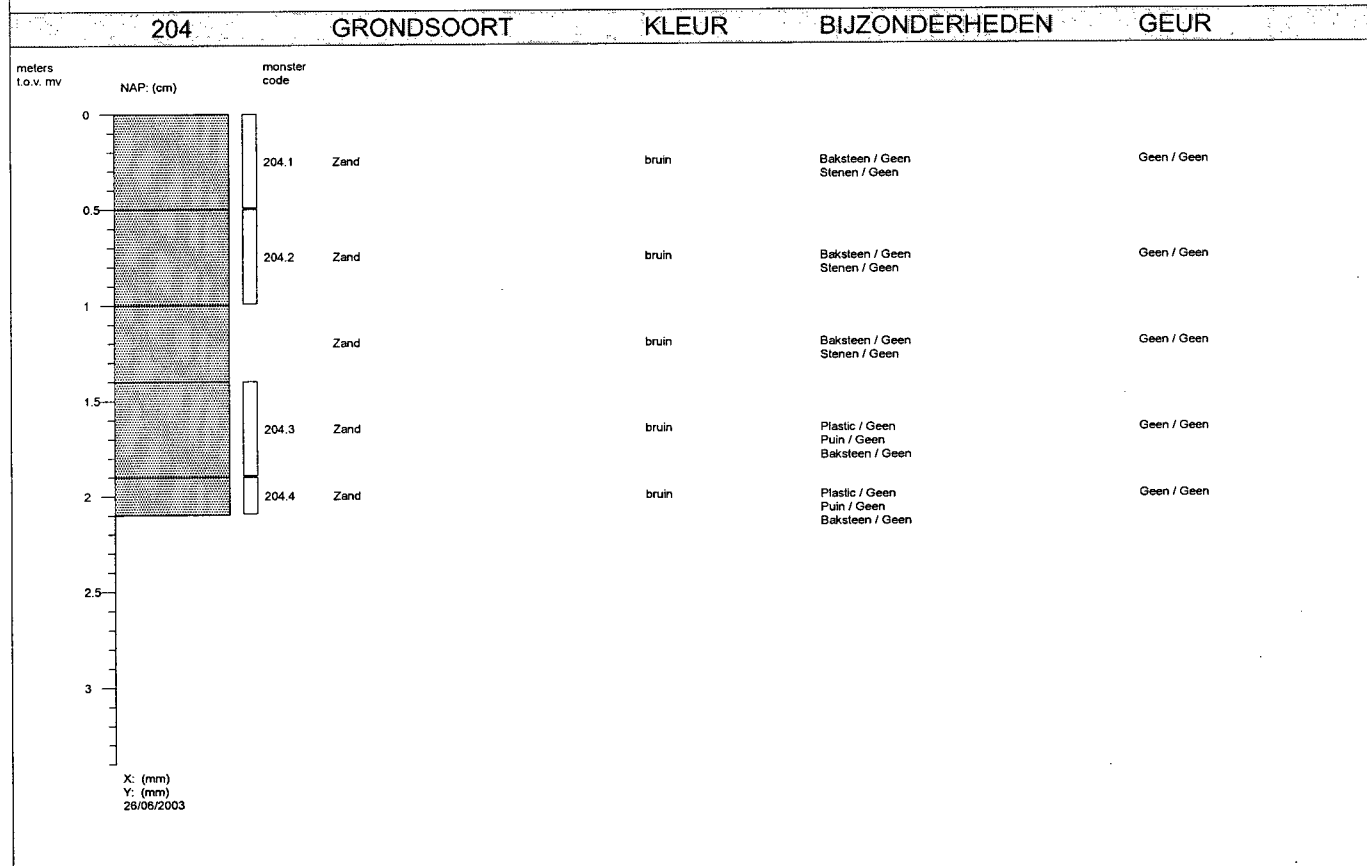 204 GRONDSOORT KLEUR BIJZONDERHEDEN GEUR
meters
t.o.v. mv
NAP: (cm)
monster
code
0
204.1 Zand bruin Baksteen / Geen Geen / Geen
Stenen / Geen
0.5
204.2 Zand bruin Baksteen / Geen Geen / Geen
Stenen / Geen
1
Zand bruin Baksteen / Geen Geen / Geen
Stenen / Geen
1.5
204.3 Zand bruin Plastic / Geen Geen / Geen
Puin / Geen
Baksteen / Geen
2 204.4 Zand bruin Plastic / Geen Geen / Geen
Puin / Geen
Baksteen / Geen
2.5
3
X: (mm)
Y: (mm)
26/06/2003